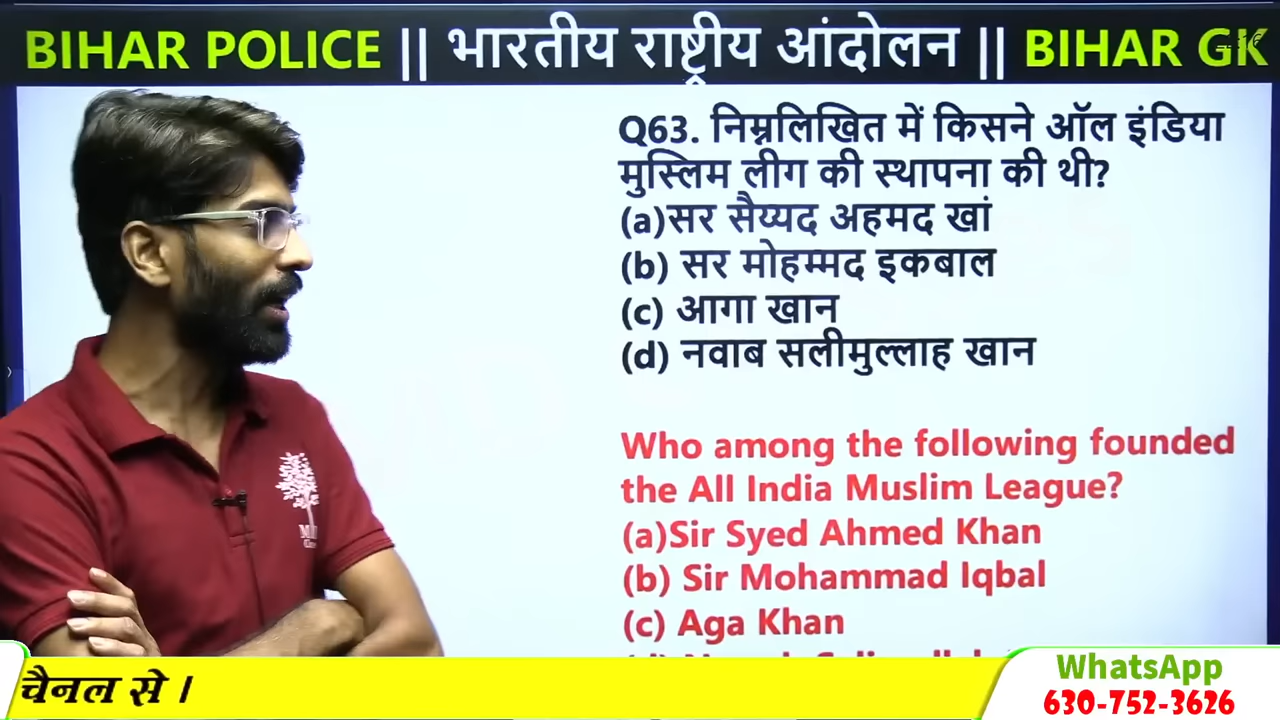 BIHAR POLICE || भारतीय राष्ट्रीय आंदोलन || BIHAR GK
Q63. निम्नलिखित में किसने ऑल इंडिया
मुस्लिम लीग की स्थापना की थी?
(a)सर सैय्यद अहमद खां
(b) सर मोहम्मद इकबाल
(c) आगा खान
(d) नवाब सलीमुल्लाह खान
Who among the following founded
the All India Muslim League?
(a)Sir Syed Ahmed Khan
(b) Sir Mohammad Iqbal
(c) Aga Khan
चैनल से ।
WhatsApp
630-752-3626